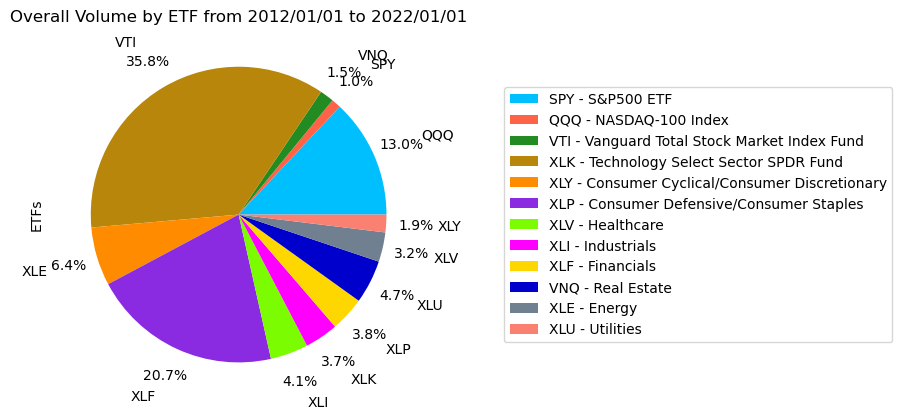 Overall Volume by ETF from 2012/01/01 to 2022/01/01
VTI
35.8%
VNQ
1.5%
SPY
1.0%
QQQ
13.0%
ETFs
XLY
1.9%
XLV
3.2%
XLE
6.4%
XLU
4.7%
XLP
3.8%
XLK
3.7%
XLI
4.1%
XLF
20.7%
SPY - S&P500 ETF
QQQ - NASDAQ-100 Index
VTI - Vanguard Total Stock Market Index Fund
XLK - Technology Select Sector SPDR Fund
XLY - Consumer Cyclical/Consumer Discretionary
XLP - Consumer Defensive/Consumer Staples
XLV - Healthcare
XLI - Industrials
XLF - Financials
VNQ - Real Estate
XLE - Energy
XLU - Utilities